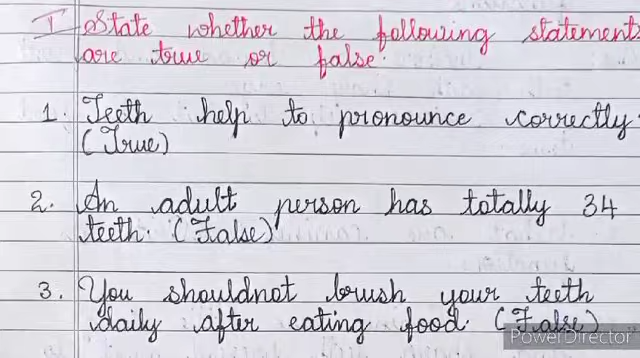 I State whether the following statements
are true or false.
1. Teeth help to pronounce correctly.
(True)
2. An adult person has totally 34
teeth. (False)
3. You shouldnot brush your teeth
daily after eating food. (False)
PowerDirector